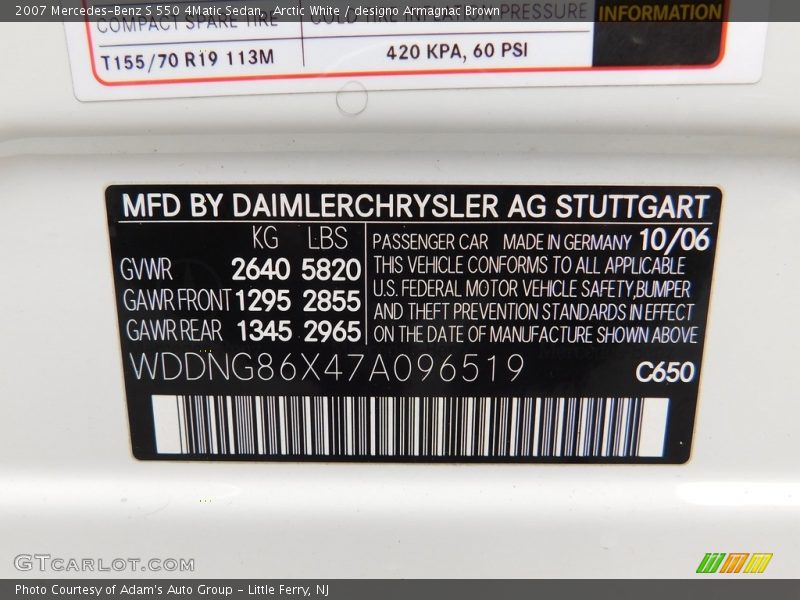 2007 Mercedes-Benz S 550 4Matic Sedan, Arctic White / designo Armagnac Brown
COMPACT SPARE TIRE COLD TIRE INFLATION PRESSURE
INFORMATION
T155/70 R19 113M 420 KPA, 60 PSI
MFD BY DAIMLERCHRYSLER AG STUTTGART
KG LBS PASSENGER CAR MADE IN GERMANY 10/06
GVWR 2640 5820 THIS VEHICLE CONFORMS TO ALL APPLICABLE
GAWR FRONT 1295 2855 U.S. FEDERAL MOTOR VEHICLE SAFETY,BUMPER
AND THEFT PREVENTION STANDARDS IN EFFECT
GAWR REAR 1345 2965 ON THE DATE OF MANUFACTURE SHOWN ABOVE
WDDNG86X47A096519 C650
GTCARLOT.COM
Photo Courtesy of Adam's Auto Group - Little Ferry, NJ